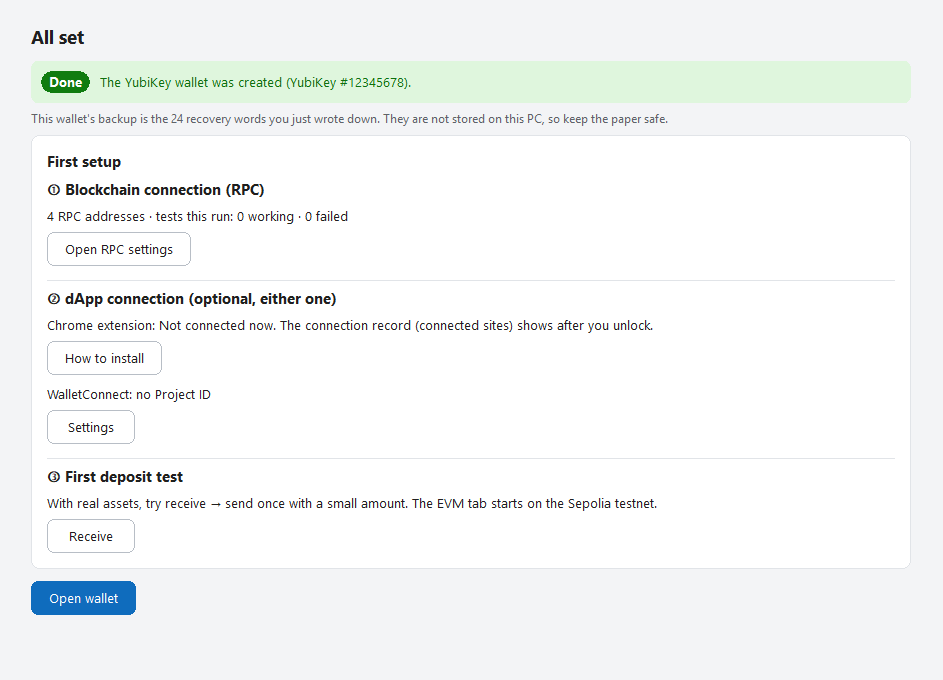 All set
Done The YubiKey wallet was created (YubiKey #12345678).
This wallet's backup is the 24 recovery words you just wrote down. They are not stored on this PC, so keep the paper safe.
First setup
① Blockchain connection (RPC)
4 RPC addresses · tests this run: 0 working · 0 failed
Open RPC settings
② dApp connection (optional, either one)
Chrome extension: Not connected now. The connection record (connected sites) shows after you unlock.
How to install
WalletConnect: no Project ID
Settings
③ First deposit test
With real assets, try receive → send once with a small amount. The EVM tab starts on the Sepolia testnet.
Receive
Open wallet